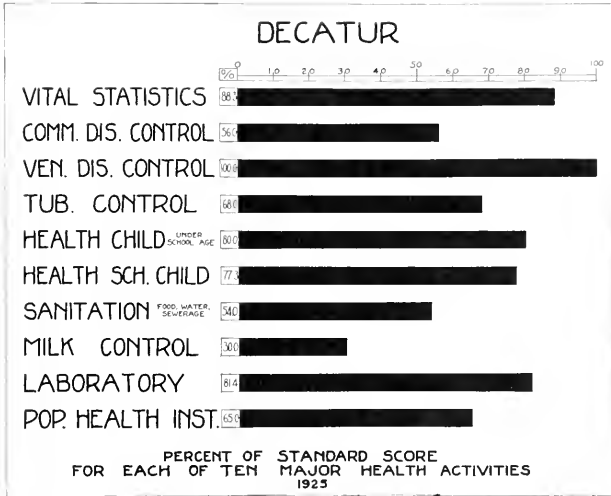 DECATUR
% 0 10 20 30 40 50 60 70 80 90 100
VITAL STATISTICS 88.3
COMM. DIS. CONTROL 56.0
VEN. DIS. CONTROL 100.0
TUB. CONTROL 68.0
HEALTH CHILD UNDER SCHOOL AGE 80.0
HEALTH SCH. CHILD 77.3
SANITATION FOOD, WATER, SEWERAGE 54.0
MILK CONTROL 30.0
LABORATORY 81.4
POP. HEALTH INST. 65.0
PERCENT OF STANDARD SCORE
FOR EACH OF TEN MAJOR HEALTH ACTIVITIES
1925